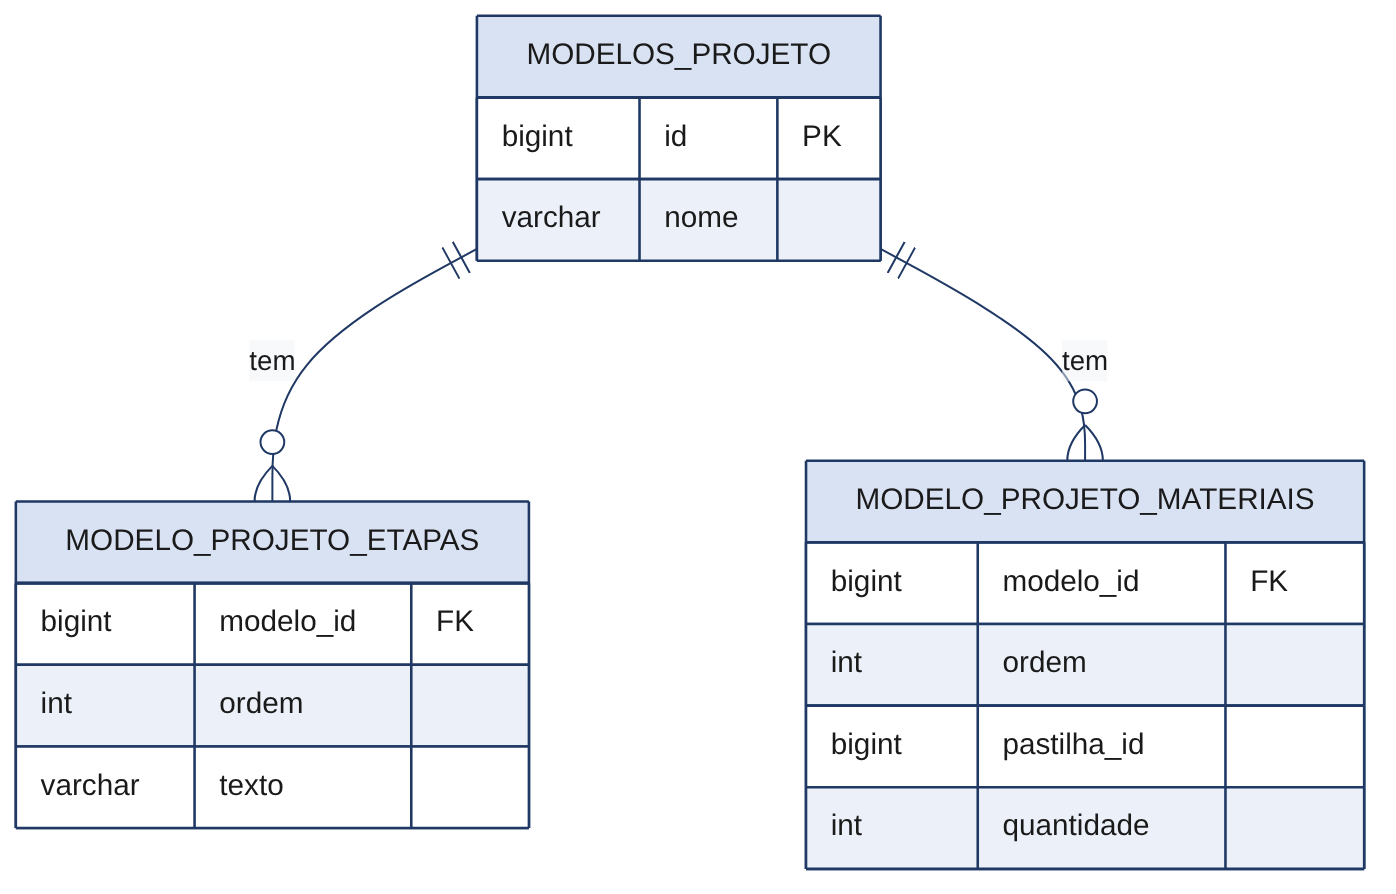 MODELOS_PROJETO
bigint id PK
varchar nome
tem
tem
MODELO_PROJETO_ETAPAS
bigint modelo_id FK
int ordem
varchar texto
MODELO_PROJETO_MATERIAIS
bigint modelo_id FK
int ordem
bigint pastilha_id
int quantidade